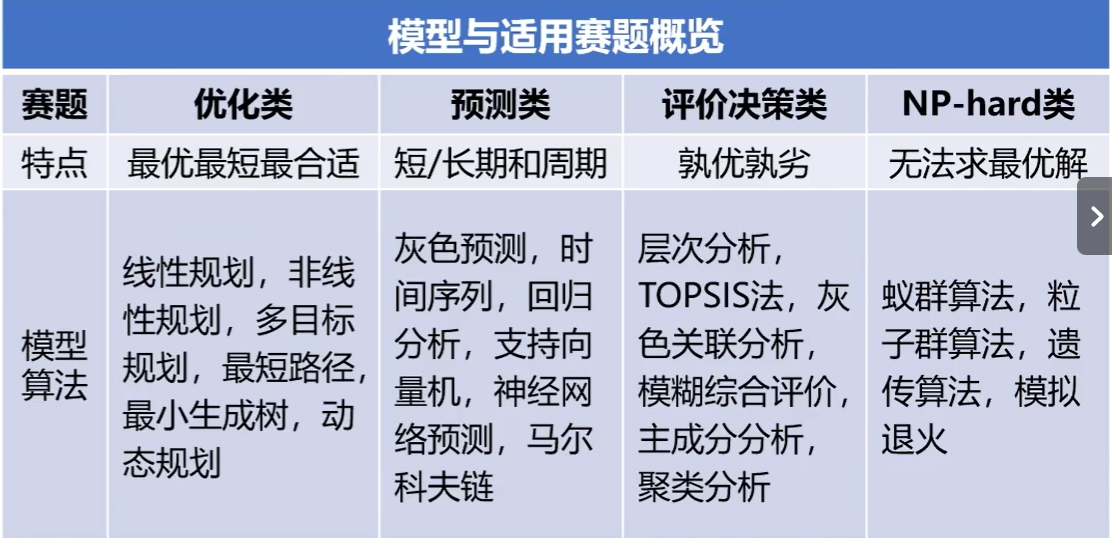 模型与适用赛题概览
赛题 优化类 预测类 评价决策类 NP-hard类
特点 最优最短最合适 短/长期和周期 孰优孰劣 无法求最优解
模型
算法
线性规划，非线
性规划，多目标
规划，最短路径，
最小生成树，动
态规划
灰色预测，时
间序列，回归
分析，支持向
量机，神经网
络预测，马尔
科夫链
层次分析，
TOPSIS法，灰
色关联分析，
模糊综合评价，
主成分分析，
聚类分析
蚁群算法，粒
子群算法，遗
传算法，模拟
退火